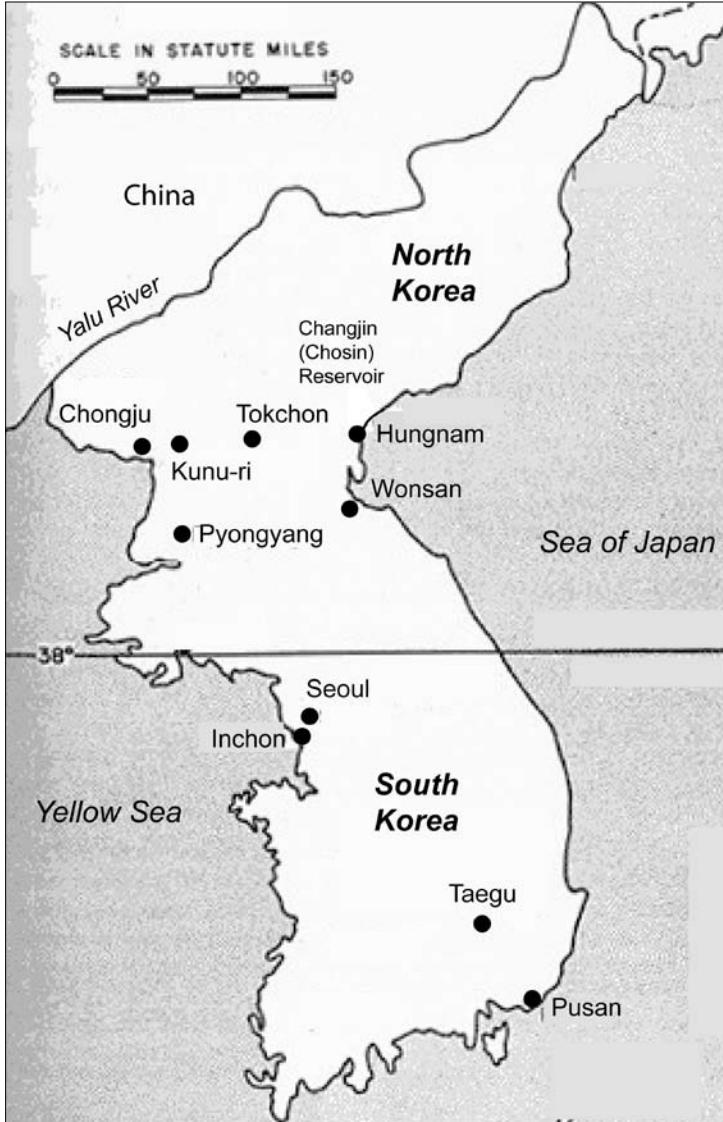 SCALE IN STATUTE MILES
0 50 100 150
China
North
Korea
Yalu River
Changjin
(Chosin)
Reservoir
Chongju
Tokchon
Hungnam
Kunu-ri
Wonsan
Pyongyang
Sea of Japan
38°
Seoul
Inchon
South
Korea
Yellow Sea
Taegu
Pusan